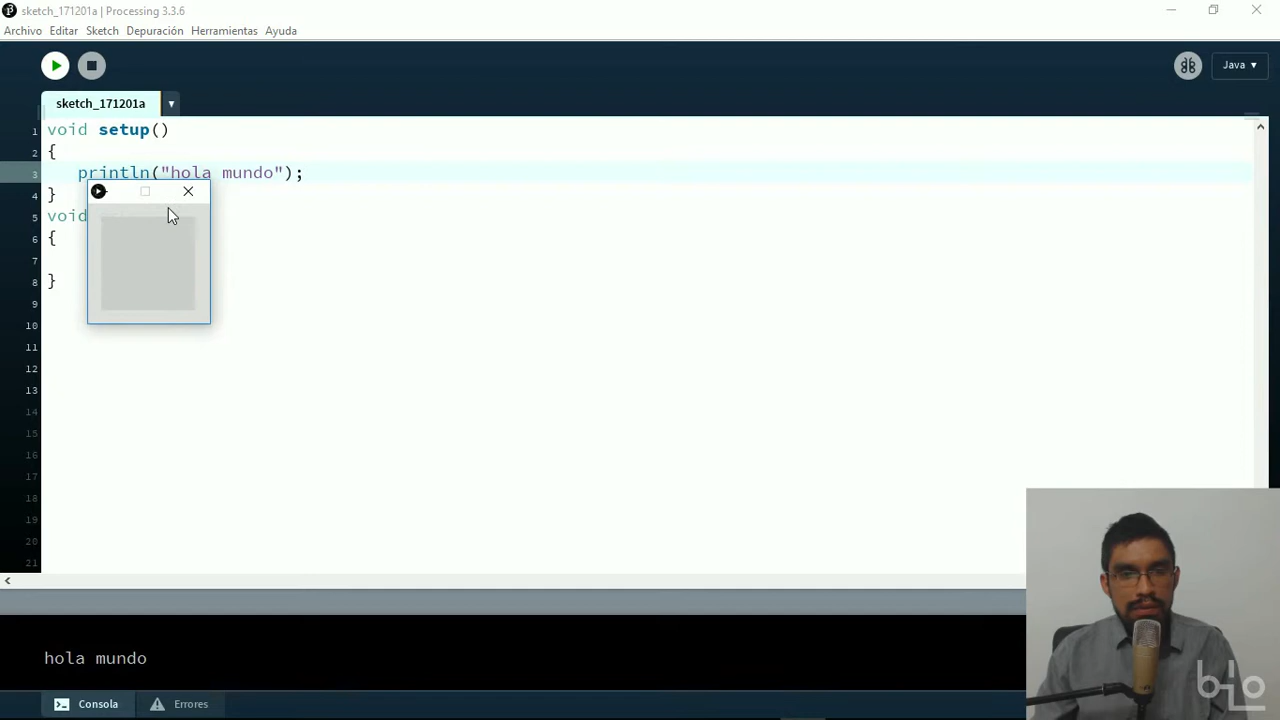 sketch_171201a | Processing 3.3.6
Archivo Editar Sketch Depuración Herramientas Ayuda
Java ▾
sketch_171201a ▾
1 void setup()
2 {
3 println("hola mundo");
4 }
5 void
6 {
7
8 }
9
10
11
12
13
14
15
16
17
18
19
20
21
hola mundo
Consola Errores
blo